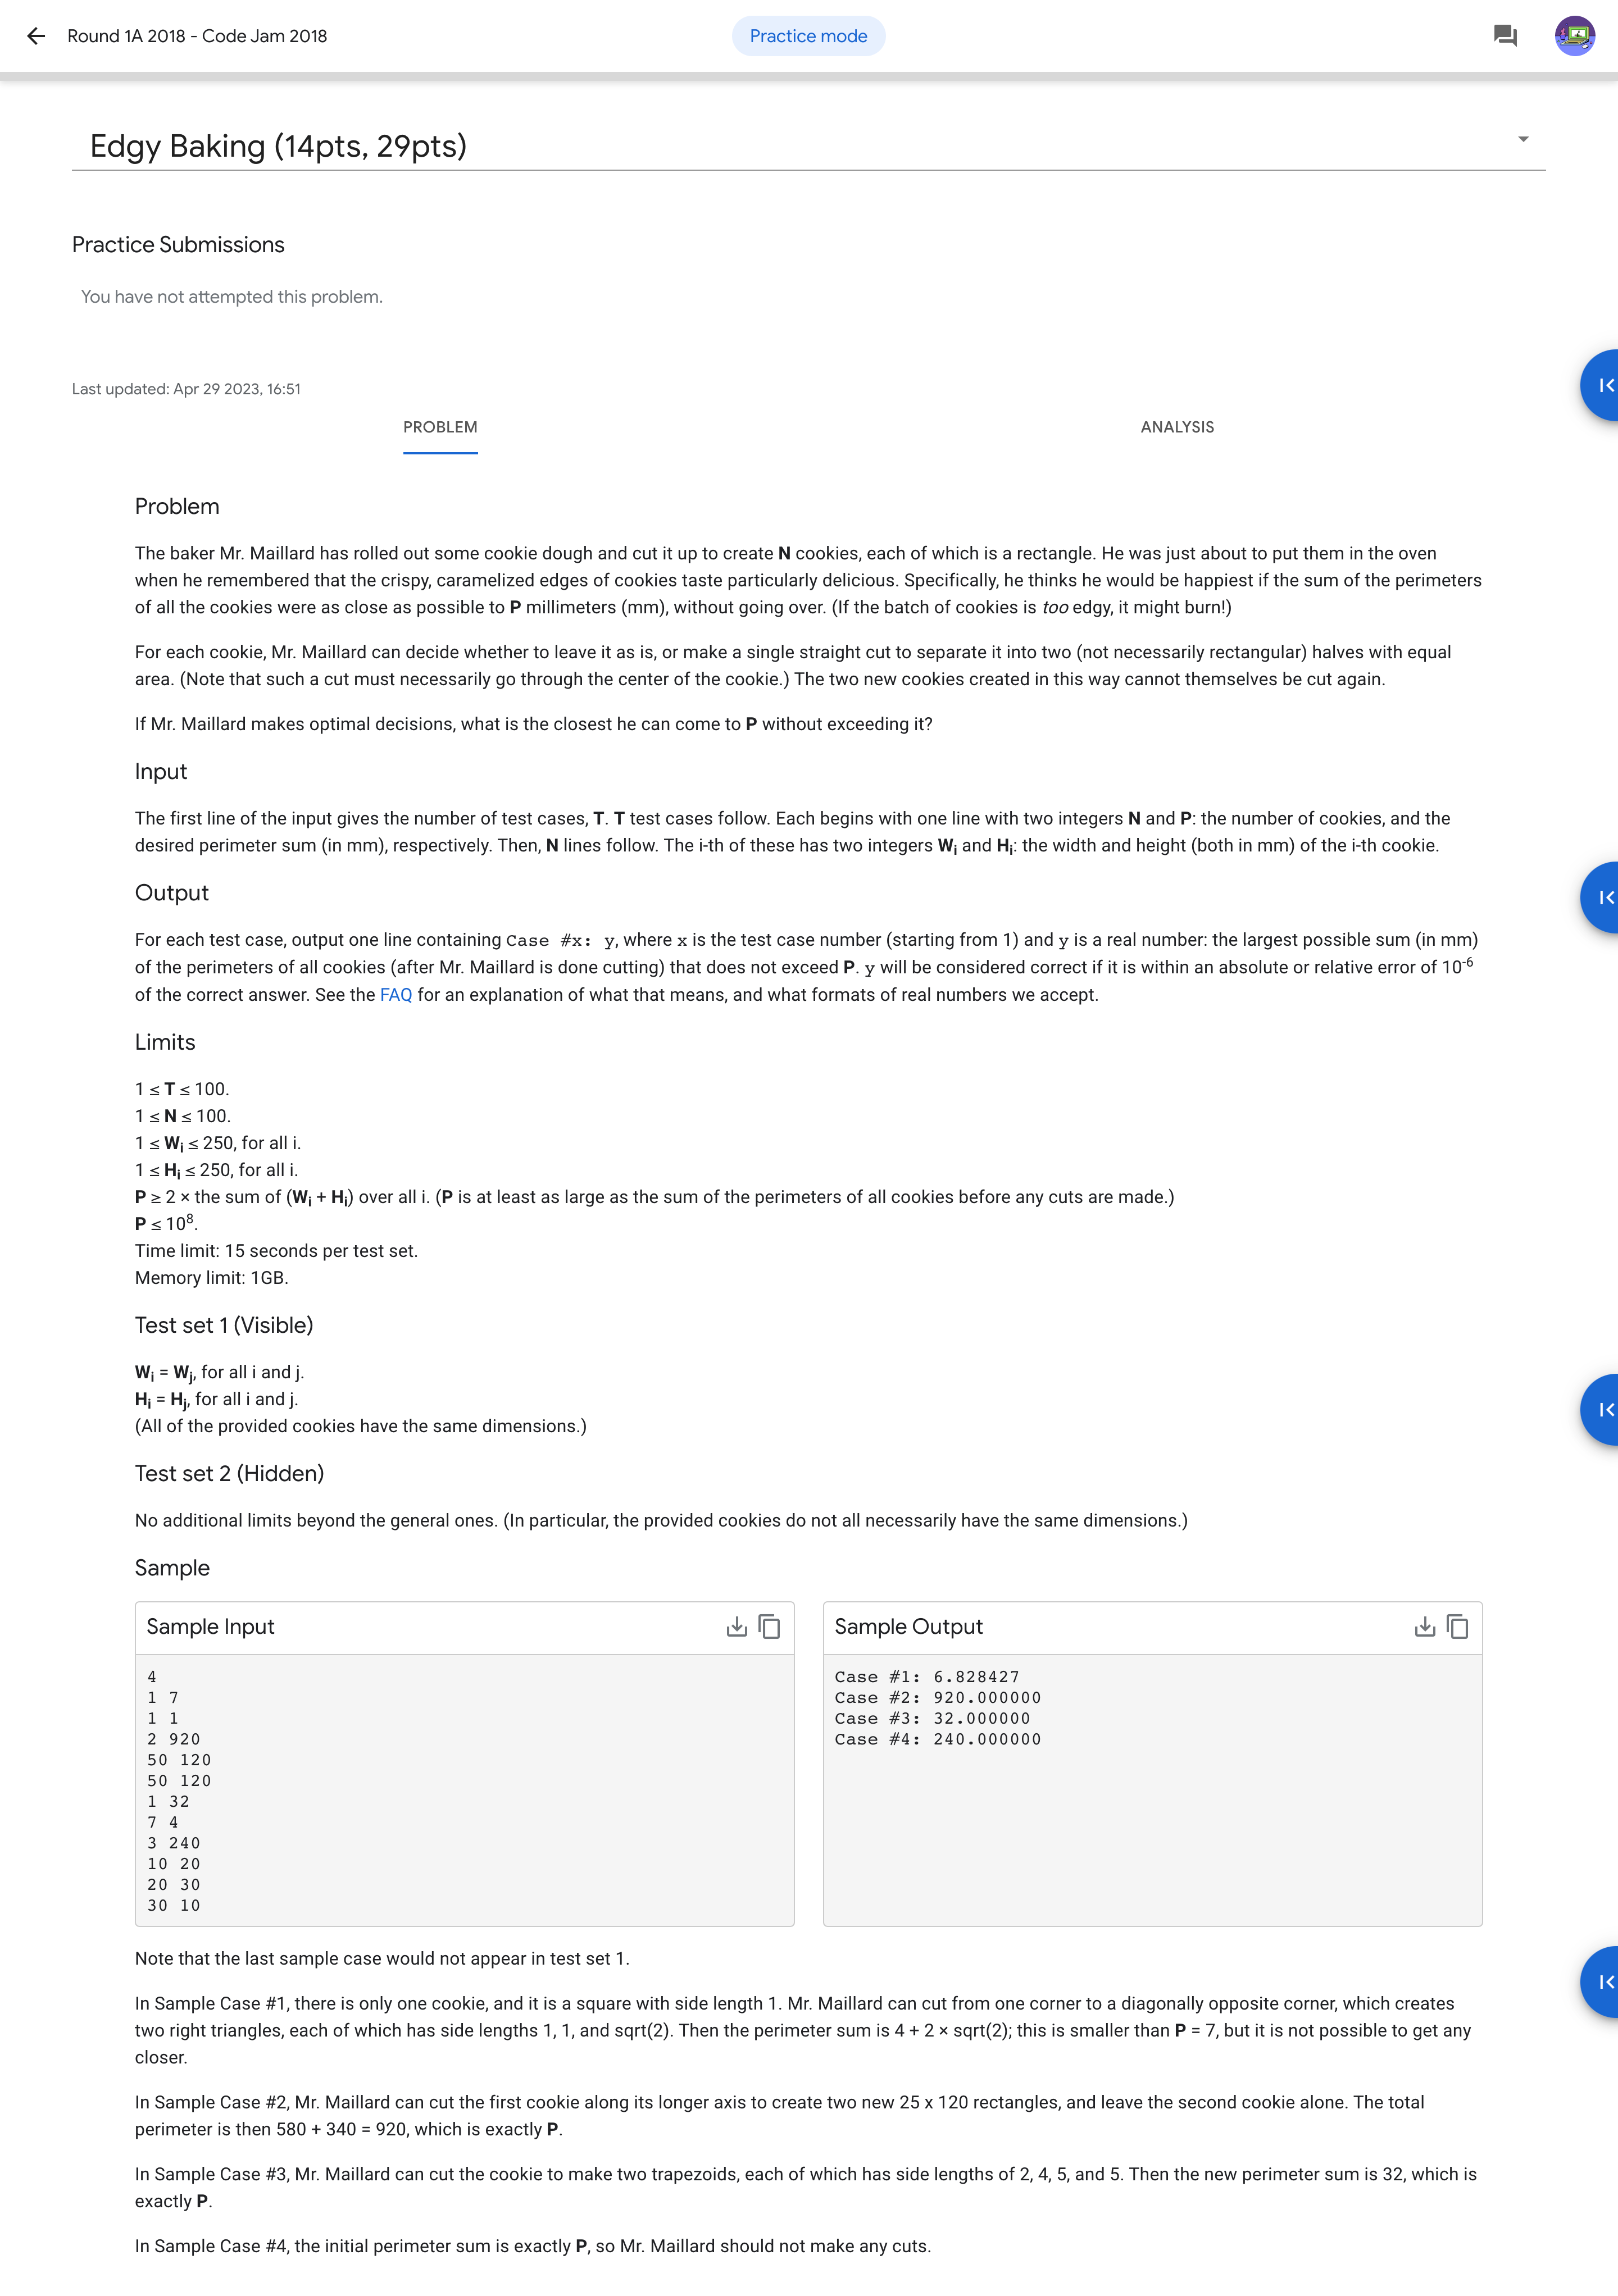 Round 1A 2018 - Code Jam 2018
Practice mode
Edgy Baking (14pts, 29pts)
Practice Submissions
You have not attempted this problem.
Last updated: Apr 29 2023, 16:51
PROBLEM
ANALYSIS
Problem
The baker Mr. Maillard has rolled out some cookie dough and cut it up to create N cookies, each of which is a rectangle. He was just about to put them in the oven
when he remembered that the crispy, caramelized edges of cookies taste particularly delicious. Specifically, he thinks he would be happiest if the sum of the perimeters
of all the cookies were as close as possible to P millimeters (mm), without going over. (If the batch of cookies is too edgy, it might burn!)
For each cookie, Mr. Maillard can decide whether to leave it as is, or make a single straight cut to separate it into two (not necessarily rectangular) halves with equal
area. (Note that such a cut must necessarily go through the center of the cookie.) The two new cookies created in this way cannot themselves be cut again.
If Mr. Maillard makes optimal decisions, what is the closest he can come to P without exceeding it?
Input
The first line of the input gives the number of test cases, T. T test cases follow. Each begins with one line with two integers N and P: the number of cookies, and the
desired perimeter sum (in mm), respectively. Then, N lines follow. The i-th of these has two integers Wi and Hi: the width and height (both in mm) of the i-th cookie.
Output
For each test case, output one line containing Case #x: y, where x is the test case number (starting from 1) and y is a real number: the largest possible sum (in mm)
of the perimeters of all cookies (after Mr. Maillard is done cutting) that does not exceed P. y will be considered correct if it is within an absolute or relative error of 10-6
of the correct answer. See the FAQ for an explanation of what that means, and what formats of real numbers we accept.
Limits
1 ≤ T ≤ 100.
1 ≤ N ≤ 100.
1 ≤ Wi ≤ 250, for all i.
1 ≤ Hi ≤ 250, for all i.
P ≥ 2 × the sum of (Wi + Hi) over all i. (P is at least as large as the sum of the perimeters of all cookies before any cuts are made.)
P ≤ 108.
Time limit: 15 seconds per test set.
Memory limit: 1GB.
Test set 1 (Visible)
Wi = Wj, for all i and j.
Hi = Hj, for all i and j.
(All of the provided cookies have the same dimensions.)
Test set 2 (Hidden)
No additional limits beyond the general ones. (In particular, the provided cookies do not all necessarily have the same dimensions.)
Sample
Sample Input
4
1 7
1 1
2 920
50 120
50 120
1 32
7 4
3 240
10 20
20 30
30 10
Sample Output
Case #1: 6.828427
Case #2: 920.000000
Case #3: 32.000000
Case #4: 240.000000
Note that the last sample case would not appear in test set 1.
In Sample Case #1, there is only one cookie, and it is a square with side length 1. Mr. Maillard can cut from one corner to a diagonally opposite corner, which creates
two right triangles, each of which has side lengths 1, 1, and sqrt(2). Then the perimeter sum is 4 + 2 × sqrt(2); this is smaller than P = 7, but it is not possible to get any
closer.
In Sample Case #2, Mr. Maillard can cut the first cookie along its longer axis to create two new 25 x 120 rectangles, and leave the second cookie alone. The total
perimeter is then 580 + 340 = 920, which is exactly P.
In Sample Case #3, Mr. Maillard can cut the cookie to make two trapezoids, each of which has side lengths of 2, 4, 5, and 5. Then the new perimeter sum is 32, which is
exactly P.
In Sample Case #4, the initial perimeter sum is exactly P, so Mr. Maillard should not make any cuts.